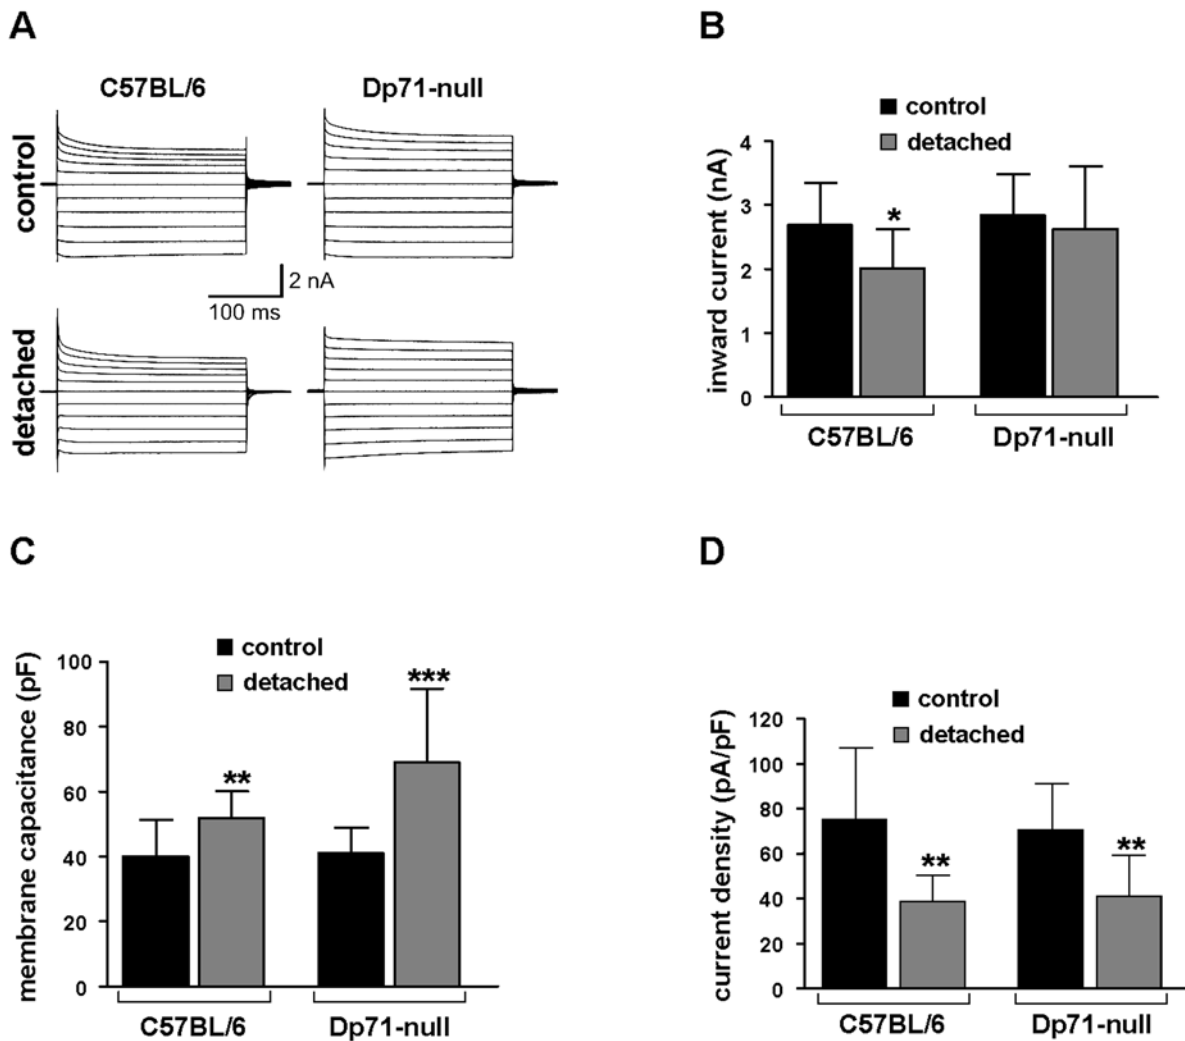 A
C57BL/6 Dp71-null
control
2 nA
100 ms
detached
B
control
detached
inward current (nA)
4
3
2
1
0
*
C57BL/6 Dp71-null
C
control
detached
membrane capacitance (pF)
100
80
60
40
20
0
**
***
C57BL/6 Dp71-null
D
control
detached
current density (pA/pF)
120
100
80
60
40
20
0
**
**
C57BL/6 Dp71-null